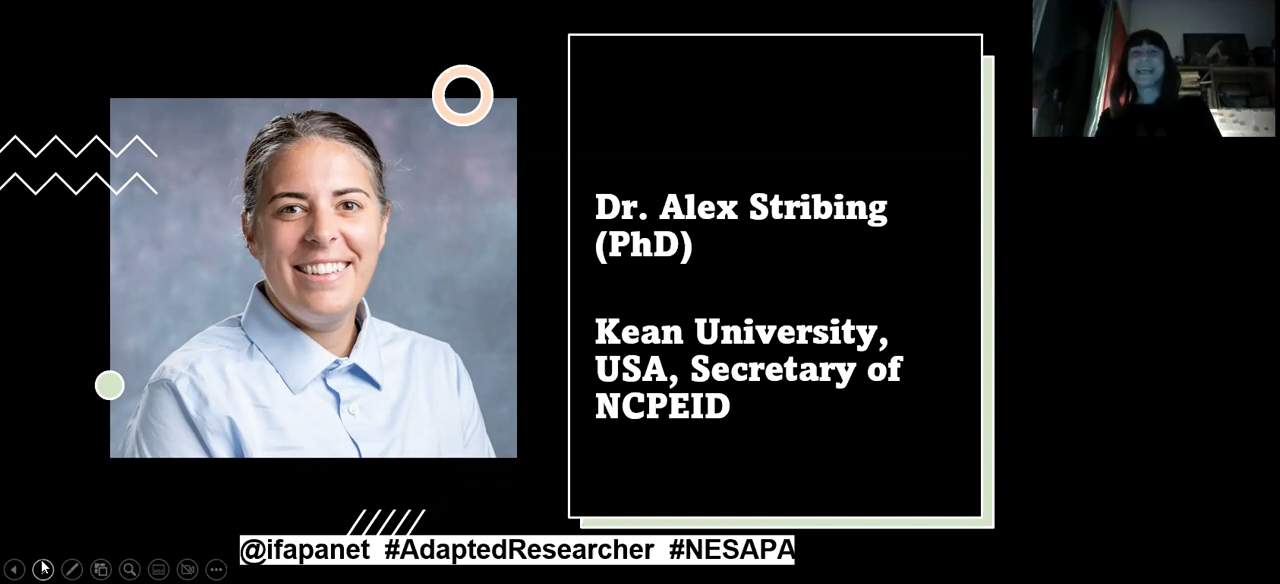 Dr. Alex Stribing
(PhD)
Kean University,
USA, Secretary of
NCPEID
@ifapanet #AdaptedResearcher #NESAPA